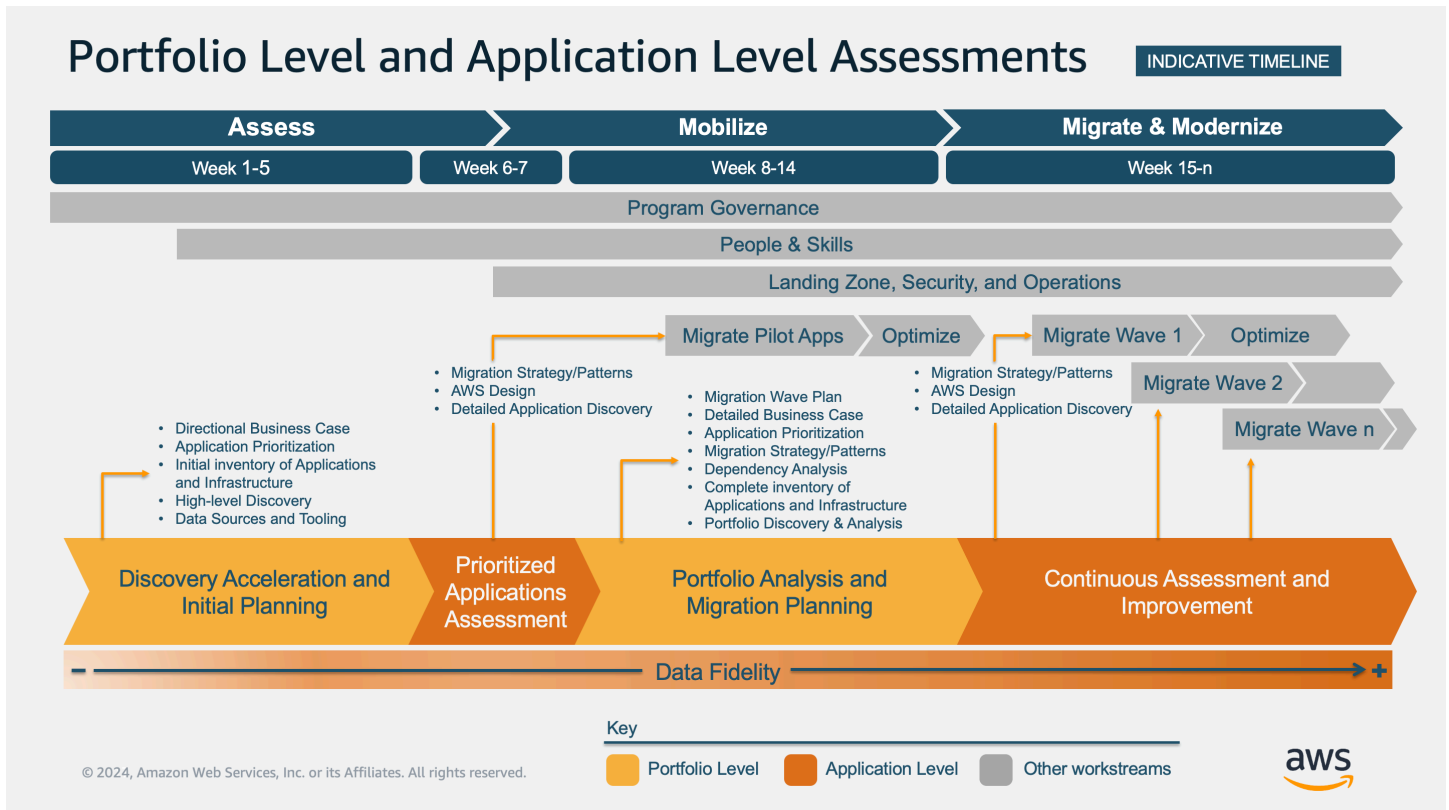 Portfolio Level and Application Level Assessments
INDICATIVE TIMELINE
Assess
Mobilize
Migrate & Modernize
Week 1-5
Week 6-7
Week 8-14
Week 15-n
Program Governance
People & Skills
Landing Zone, Security, and Operations
Migrate Pilot Apps
Optimize
Migrate Wave 1
Optimize
Migrate Wave 2
Migrate Wave n
• Directional Business Case
• Application Prioritization
• Initial inventory of Applications
and Infrastructure
• High-level Discovery
• Data Sources and Tooling
• Migration Strategy/Patterns
• AWS Design
• Detailed Application Discovery
• Migration Wave Plan
• Detailed Business Case
• Application Prioritization
• Migration Strategy/Patterns
• Dependency Analysis
• Complete inventory of
Applications and Infrastructure
• Portfolio Discovery & Analysis
• Migration Strategy/Patterns
• AWS Design
• Detailed Application Discovery
Discovery Acceleration and
Initial Planning
Prioritized
Applications
Assessment
Portfolio Analysis and
Migration Planning
Continuous Assessment and
Improvement
- Data Fidelity +
Key
Portfolio Level
Application Level
Other workstreams
© 2024, Amazon Web Services, Inc. or its Affiliates. All rights reserved.
aws